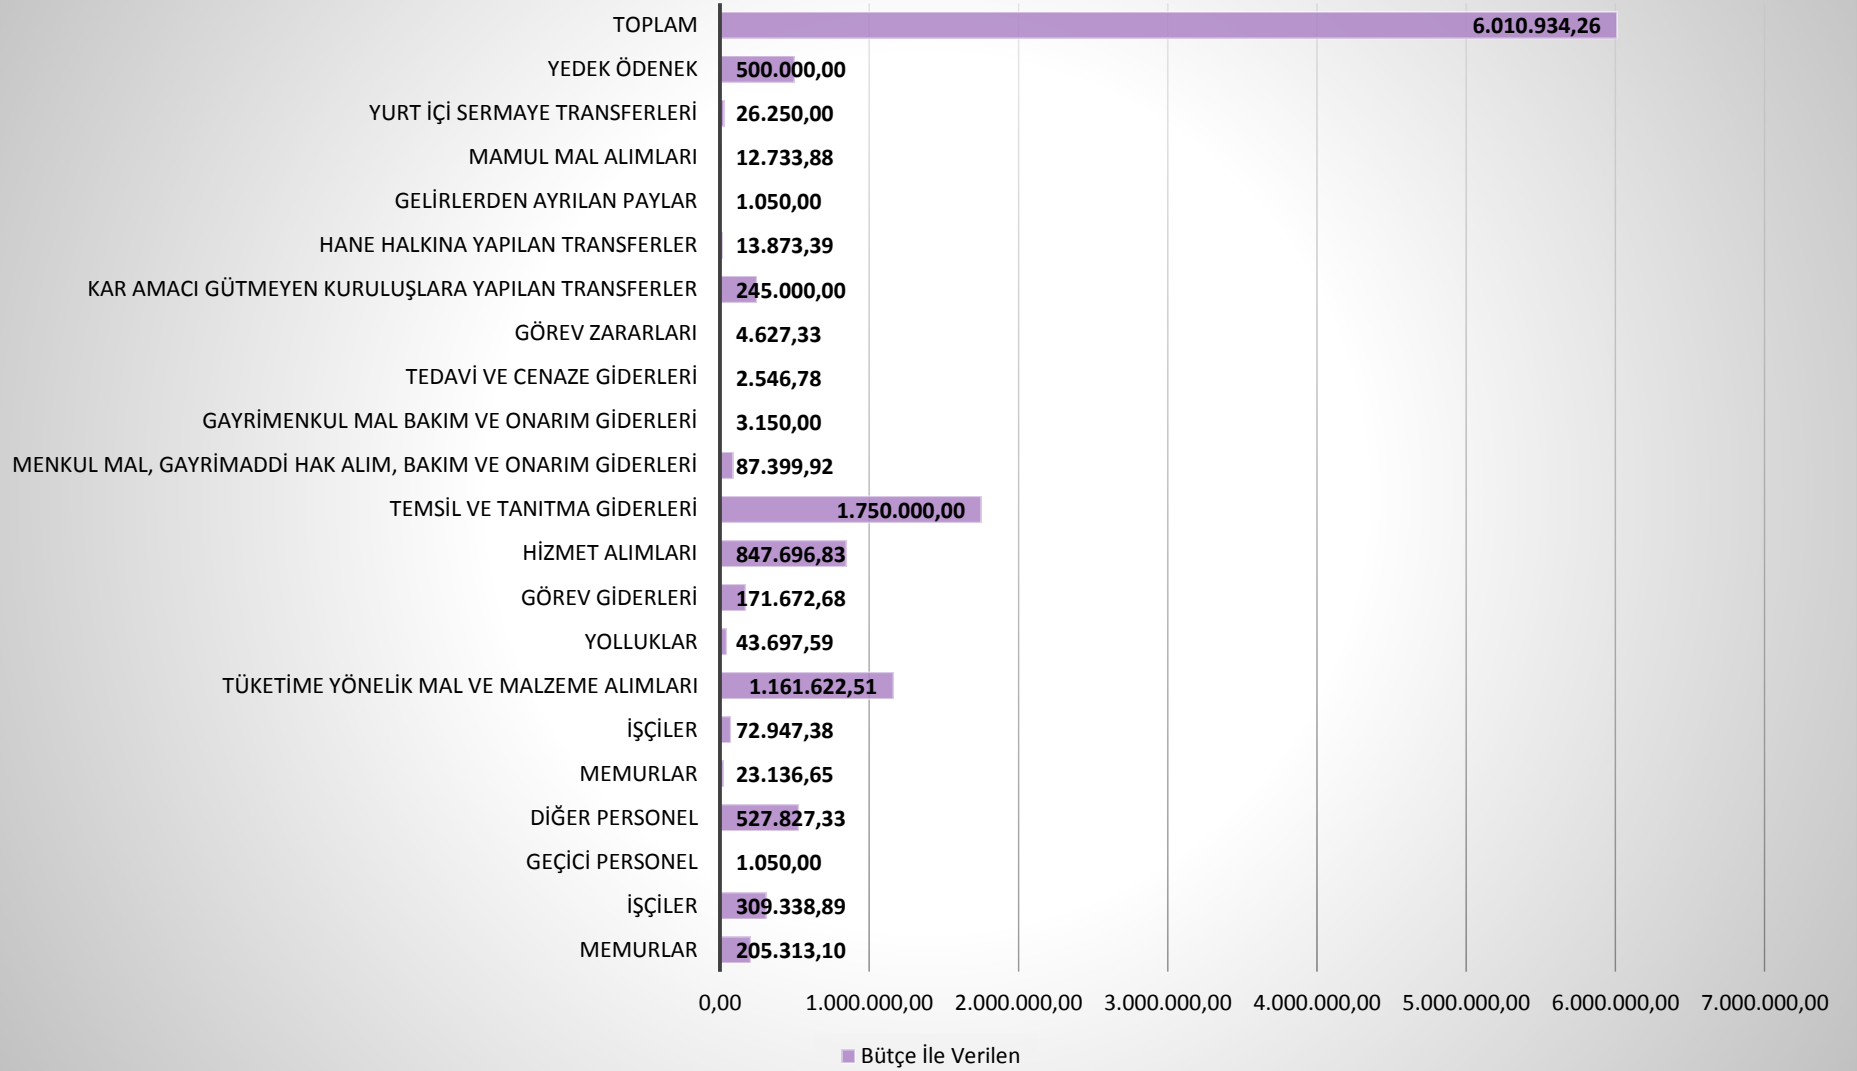 TOPLAM 6.010.934,26
YEDEK ÖDENEK 500.000,00
YURT İÇİ SERMAYE TRANSFERLERİ 26.250,00
MAMUL MAL ALIMLARI 12.733,88
GELİRLERDEN AYRILAN PAYLAR 1.050,00
HANE HALKINA YAPILAN TRANSFERLER 13.873,39
KAR AMACI GÜTMEYEN KURULUŞLARA YAPILAN TRANSFERLER 245.000,00
GÖREV ZARARLARI 4.627,33
TEDAVİ VE CENAZE GİDERLERİ 2.546,78
GAYRİMENKUL MAL BAKIM VE ONARIM GİDERLERİ 3.150,00
MENKUL MAL, GAYRİMADDİ HAK ALIM, BAKIM VE ONARIM GİDERLERİ 87.399,92
TEMSİL VE TANITMA GİDERLERİ 1.750.000,00
HİZMET ALIMLARI 847.696,83
GÖREV GİDERLERİ 171.672,68
YOLLUKLAR 43.697,59
TÜKETİME YÖNELİK MAL VE MALZEME ALIMLARI 1.161.622,51
İŞÇİLER 72.947,38
MEMURLAR 23.136,65
DİĞER PERSONEL 527.827,33
GEÇİCİ PERSONEL 1.050,00
İŞÇİLER 309.338,89
MEMURLAR 205.313,10
0,00 1.000.000,00 2.000.000,00 3.000.000,00 4.000.000,00 5.000.000,00 6.000.000,00 7.000.000,00
Bütçe İle Verilen